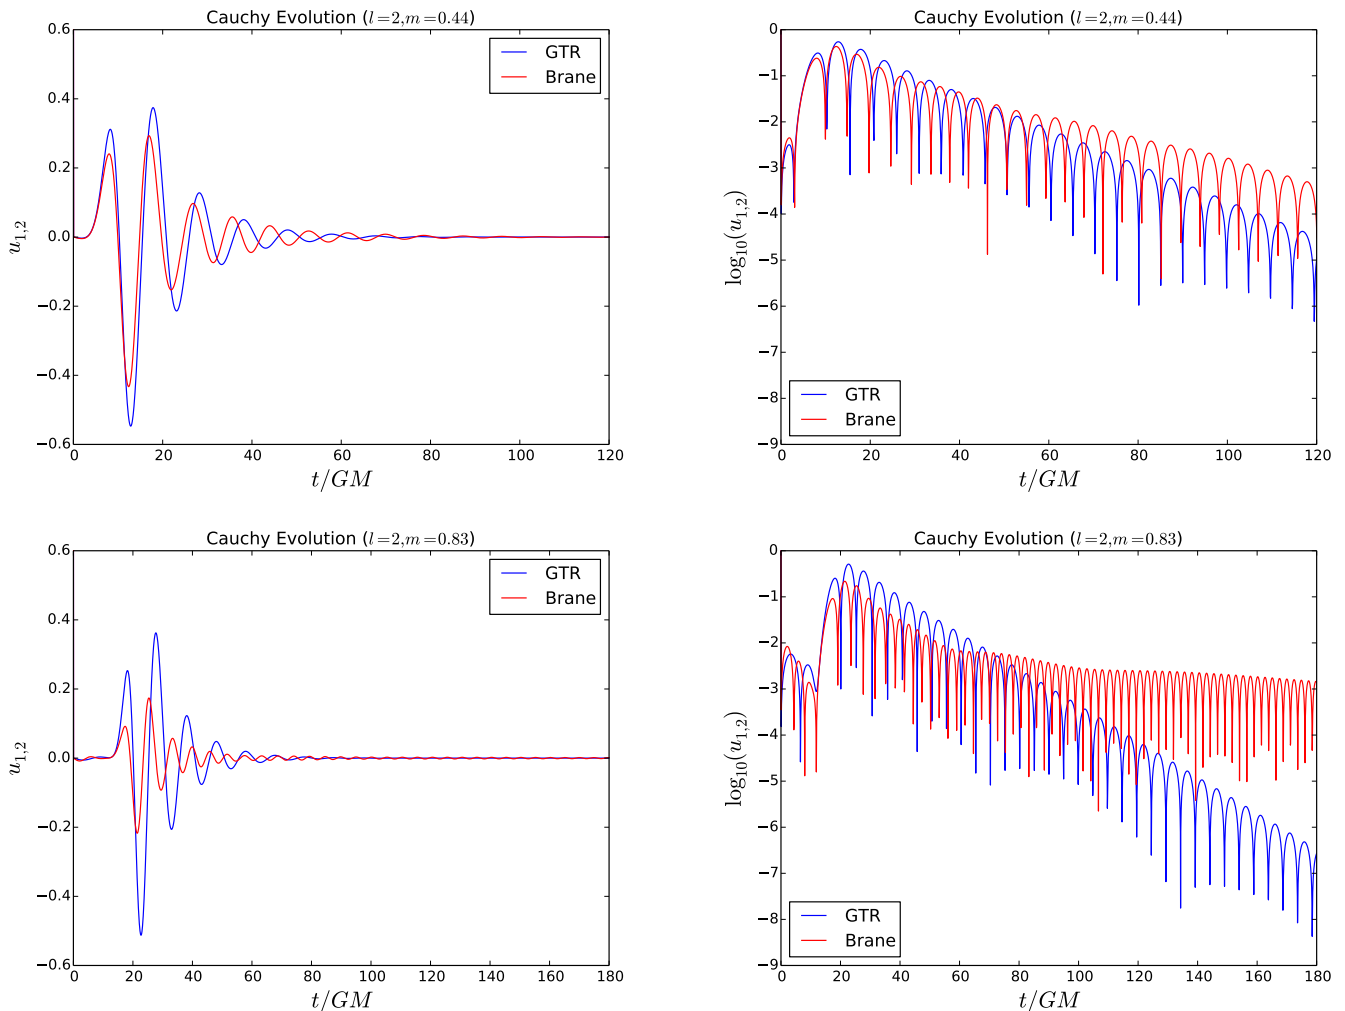 Cauchy Evolution (l=2,m=0.44)
0.6
0.4
0.2
0.0
−0.2
−0.4
−0.6
u1,2
GTR
Brane
0 20 40 60 80 100 120
t/GM
Cauchy Evolution (l=2,m=0.44)
0
−1
−2
−3
−4
−5
−6
−7
−8
−9
log10(u1,2)
GTR
Brane
0 20 40 60 80 100 120
t/GM
Cauchy Evolution (l=2,m=0.83)
0.6
0.4
0.2
0.0
−0.2
−0.4
−0.6
u1,2
GTR
Brane
0 20 40 60 80 100 120 140 160 180
t/GM
Cauchy Evolution (l=2,m=0.83)
0
−1
−2
−3
−4
−5
−6
−7
−8
−9
log10(u1,2)
GTR
Brane
0 20 40 60 80 100 120 140 160 180
t/GM